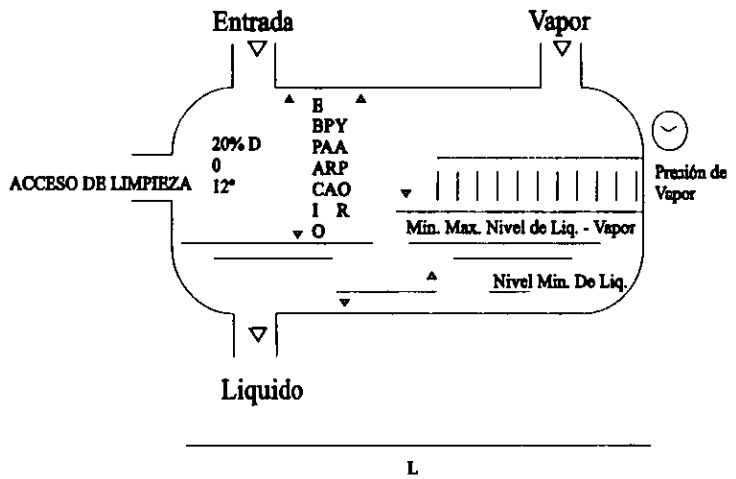 Entrada
Vapor
E
BPY
PAA
ARP
CAO
I R
O
20% D
0
12"
ACCESO DE LIMPIEZA
Presión de
Vapor
Min. Max. Nivel de Liq. - Vapor
Nivel Min. De Liq.
Liquido
L